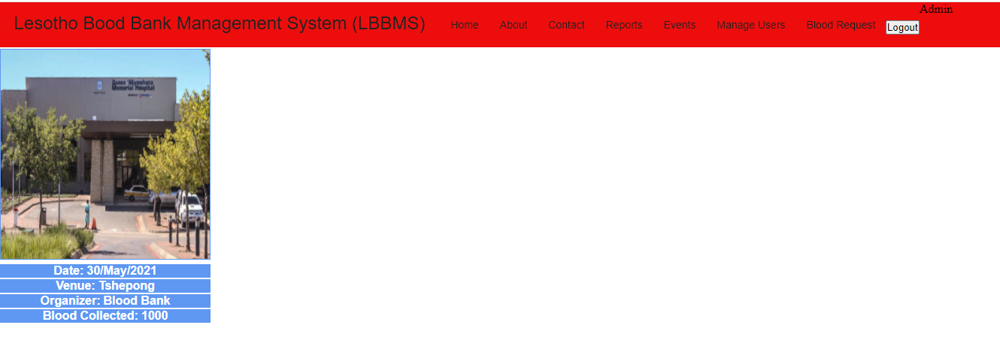 Lesotho Bood Bank Management System (LBBMS) Home About Contact Reports Events Manage Users Blood Request Logout Admin
Queen 'Mamohato
Memorial Hospital
Date: 30/May/2021
Venue: Tshepong
Organizer: Blood Bank
Blood Collected: 1000